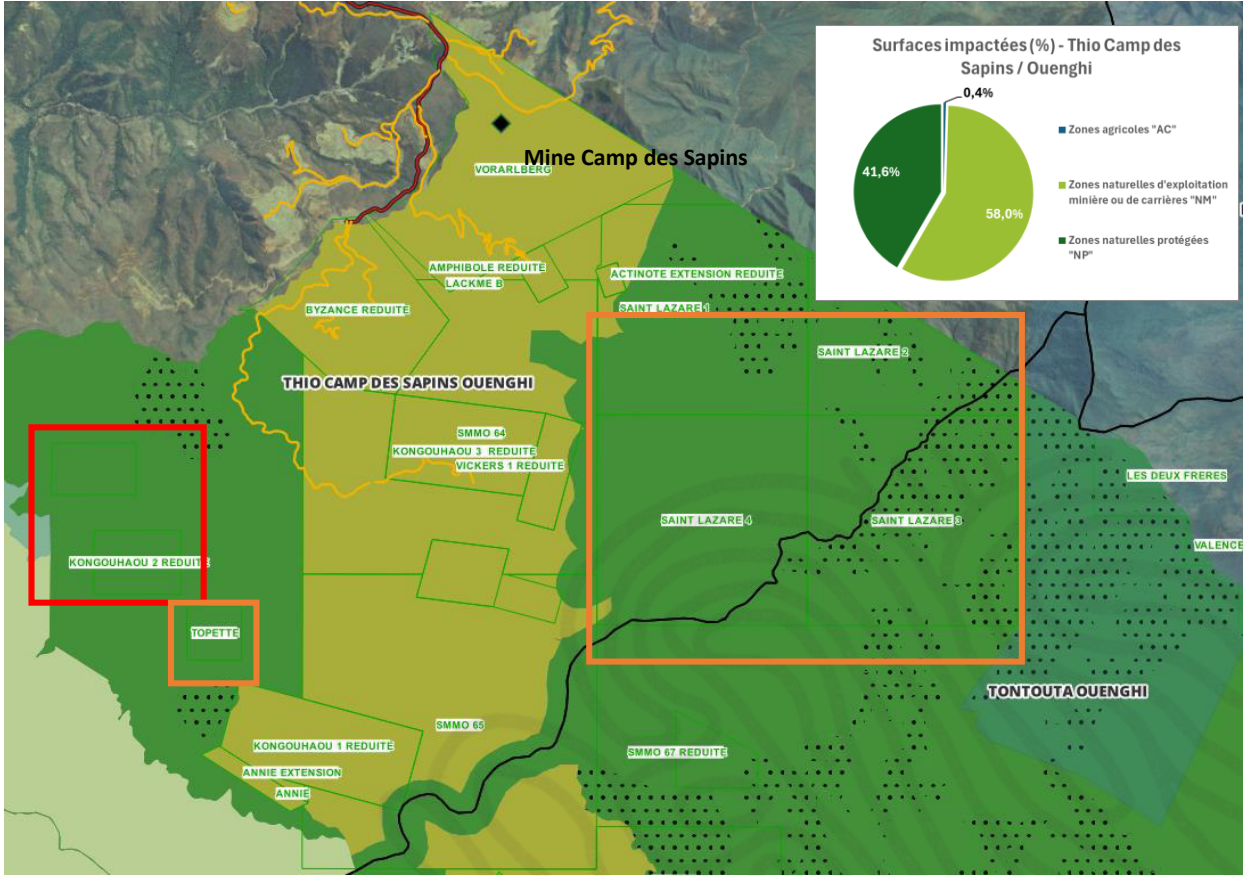 Surfaces impactées (%) - Thio Camp des
Sapins / Ouenghi
0,4%
41,6%
58,0%
Zones agricoles "AC"
Zones naturelles d'exploitation
minière ou de carrières "NM"
Zones naturelles protégées
"NP"
Mine Camp des Sapins
VORARLBERG
AMPHIBOLE REDUITE
LACKME B
ACTINOTE EXTENSION REDUITE
BYZANCE REDUITE
SAINT LAZARE 1
SAINT LAZARE 2
THIO CAMP DES SAPINS OUENGHI
SMMO 64
KONGOUHAOU 3 REDUITE
VICKERS 1 REDUITE
LES DEUX FRERES
SAINT LAZARE 4
SAINT LAZARE 3
VALENCE
KONGOUHAOU 2 REDUITE
TOPETTE
TONTOUTA OUENGHI
SMMO 65
KONGOUHAOU 1 REDUITE
SMMO 67 REDUITE
ANNIE EXTENSION
ANNIE